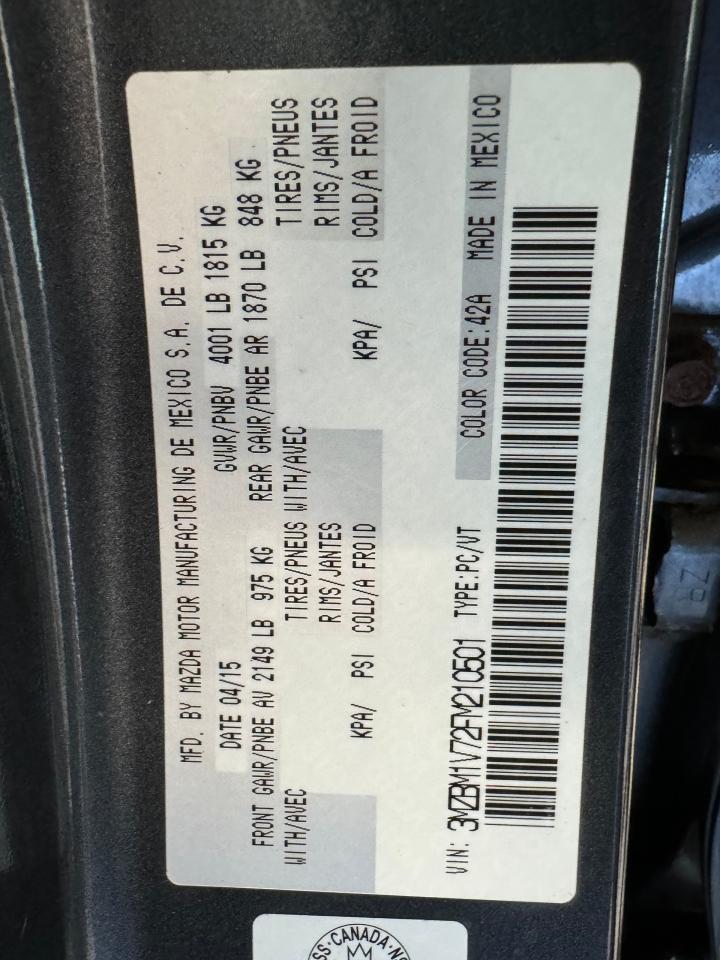 MFD. BY MAZDA MOTOR MANUFACTURING DE MEXICO S.A. DE C.V.
DATE 04/15 GVWR/PNBV 4001 LB 1815 KG
FRONT GAWR/PNBE AV 2149 LB 975 KG REAR GAWR/PNBE AR 1870 LB 848 KG
WITH/AVEC TIRES/PNEUS WITH/AVEC TIRES/PNEUS
RIMS/JANTES RIMS/JANTES
KPA/ PSI COLD/A FROID KPA/ PSI COLD/A FROID
VIN: 3MZBM1V72FM210501 TYPE:PC/VT COLOR CODE:42A MADE IN MEXICO
CANADA